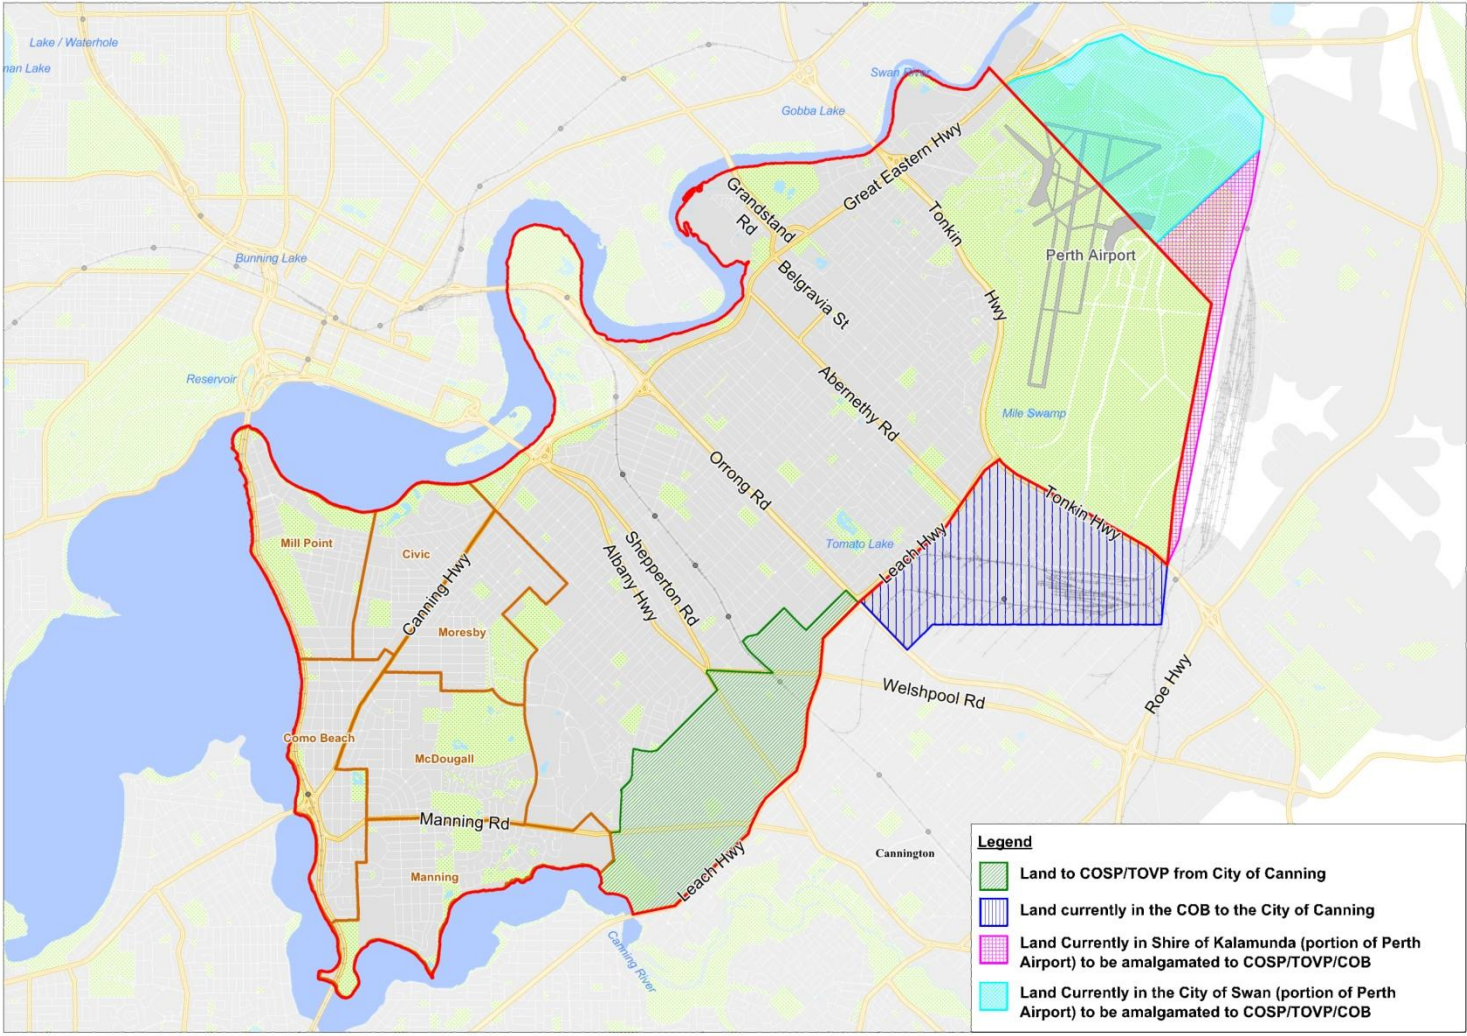 Lake / Waterhole
man Lake
Swan River
Gobba Lake
Great Eastern Hwy
Grandstand
Rd
Tonkin
Hwy
Perth Airport
Bunning Lake
Belgravia St
Reservoir
Abernethy Rd
Mile Swamp
Orrong Rd
Tonkin Hwy
Mill Point
Civic
Canning Hwy
Shepperton Rd
Albany Hwy
Tomato Lake
Leach Hwy
Moresby
Welshpool Rd
Roe Hwy
Como Beach
McDougall
Manning Rd
Manning
Leach Hwy
Cannington
Canning River
Legend
Land to COSP/TOVP from City of Canning
Land currently in the COB to the City of Canning
Land Currently in Shire of Kalamunda (portion of Perth
Airport) to be amalgamated to COSP/TOVP/COB
Land Currently in the City of Swan (portion of Perth
Airport) to be amalgamated to COSP/TOVP/COB